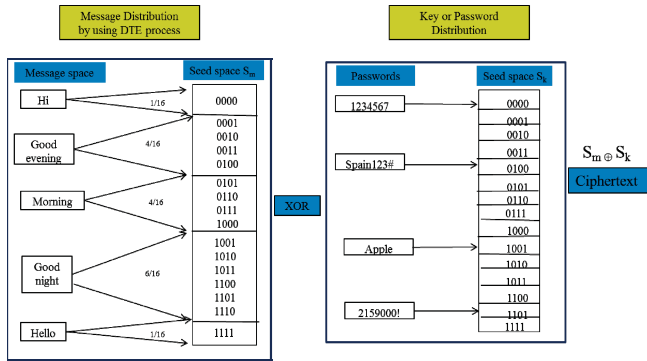 Message Distribution
by using DTE process
Key or Password
Distribution
Message space
Seed space Sm
Hi
1/16
0000
Good
evening
4/16
0001
0010
0011
0100
Morning
4/16
0101
0110
0111
1000
Good
night
6/16
1001
1010
1011
1100
1101
1110
Hello
1/16
1111
XOR
Passwords
Seed space Sk
1234567
Spain123#
Apple
2159000!
0000
0001
0010
0011
0100
0101
0110
0111
1000
1001
1010
1011
1100
1101
1111
Sm ⊕ Sk
Ciphertext